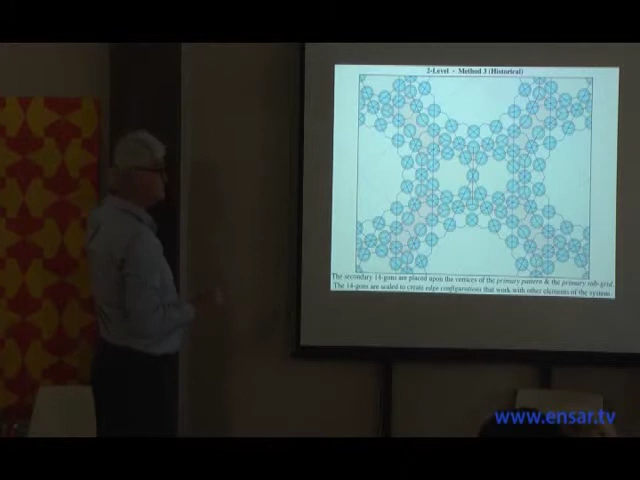 2-Level - Method 3 (Historical)
The secondary 14-gons are placed upon the vertices of the primary pattern & the primary sub-grid.
The 14-gons are scaled to create edge configurations that work with other elements of the system.
www.ensar.tv